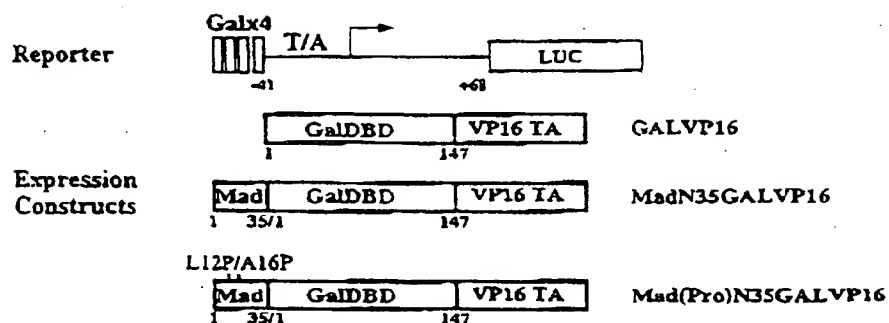 Galx4
Reporter
T/A
LUC
-41
+68
GalDBD
VP16 TA
GALVP16
1
147
Expression
Constructs
Mad
GalDBD
VP16 TA
MadN35GALVP16
1
35/1
147
L12P/A16P
Mad
GalDBD
VP16 TA
Mad(Pro)N35GALVP16
1
35/1
147